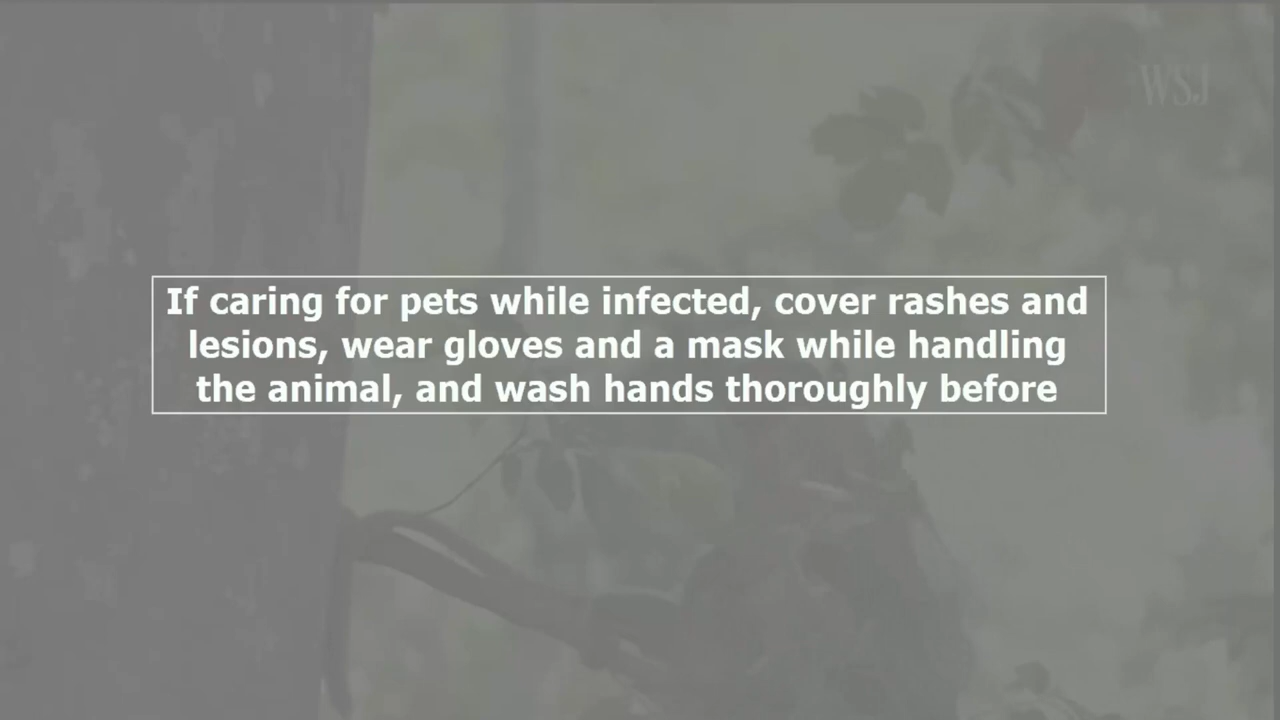 WSJ
If caring for pets while infected, cover rashes and
lesions, wear gloves and a mask while handling
the animal, and wash hands thoroughly before